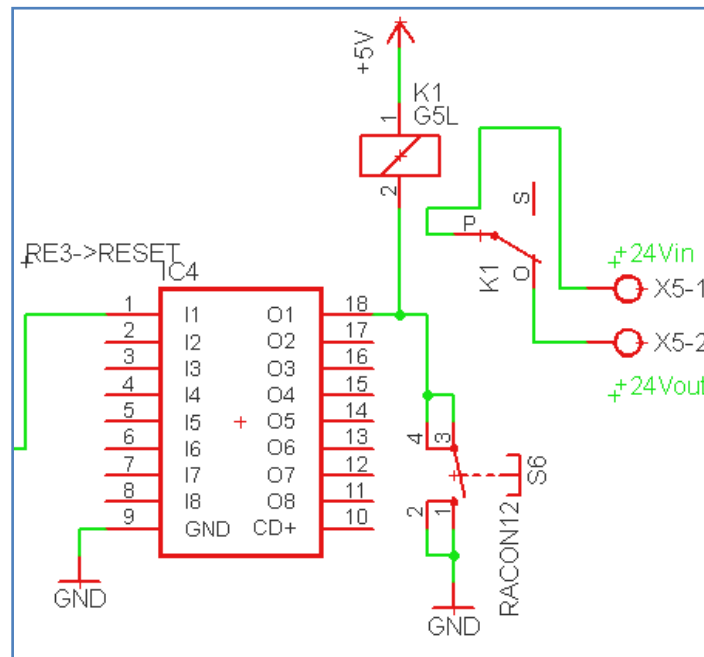 +5V
K1
G5L
1
2
S
P
K1
O
+24Vin
X5-1
X5-2
+24Vout
RE3->RESET
IC4
1 I1 O1 18
2 I2 O2 17
3 I3 O3 16
4 I4 O4 15
5 I5 O5 14
6 I6 O6 13
7 I7 O7 12
8 I8 O8 11
9 GND CD+ 10
GND
4 3
2 1
S6
RACON12
GND